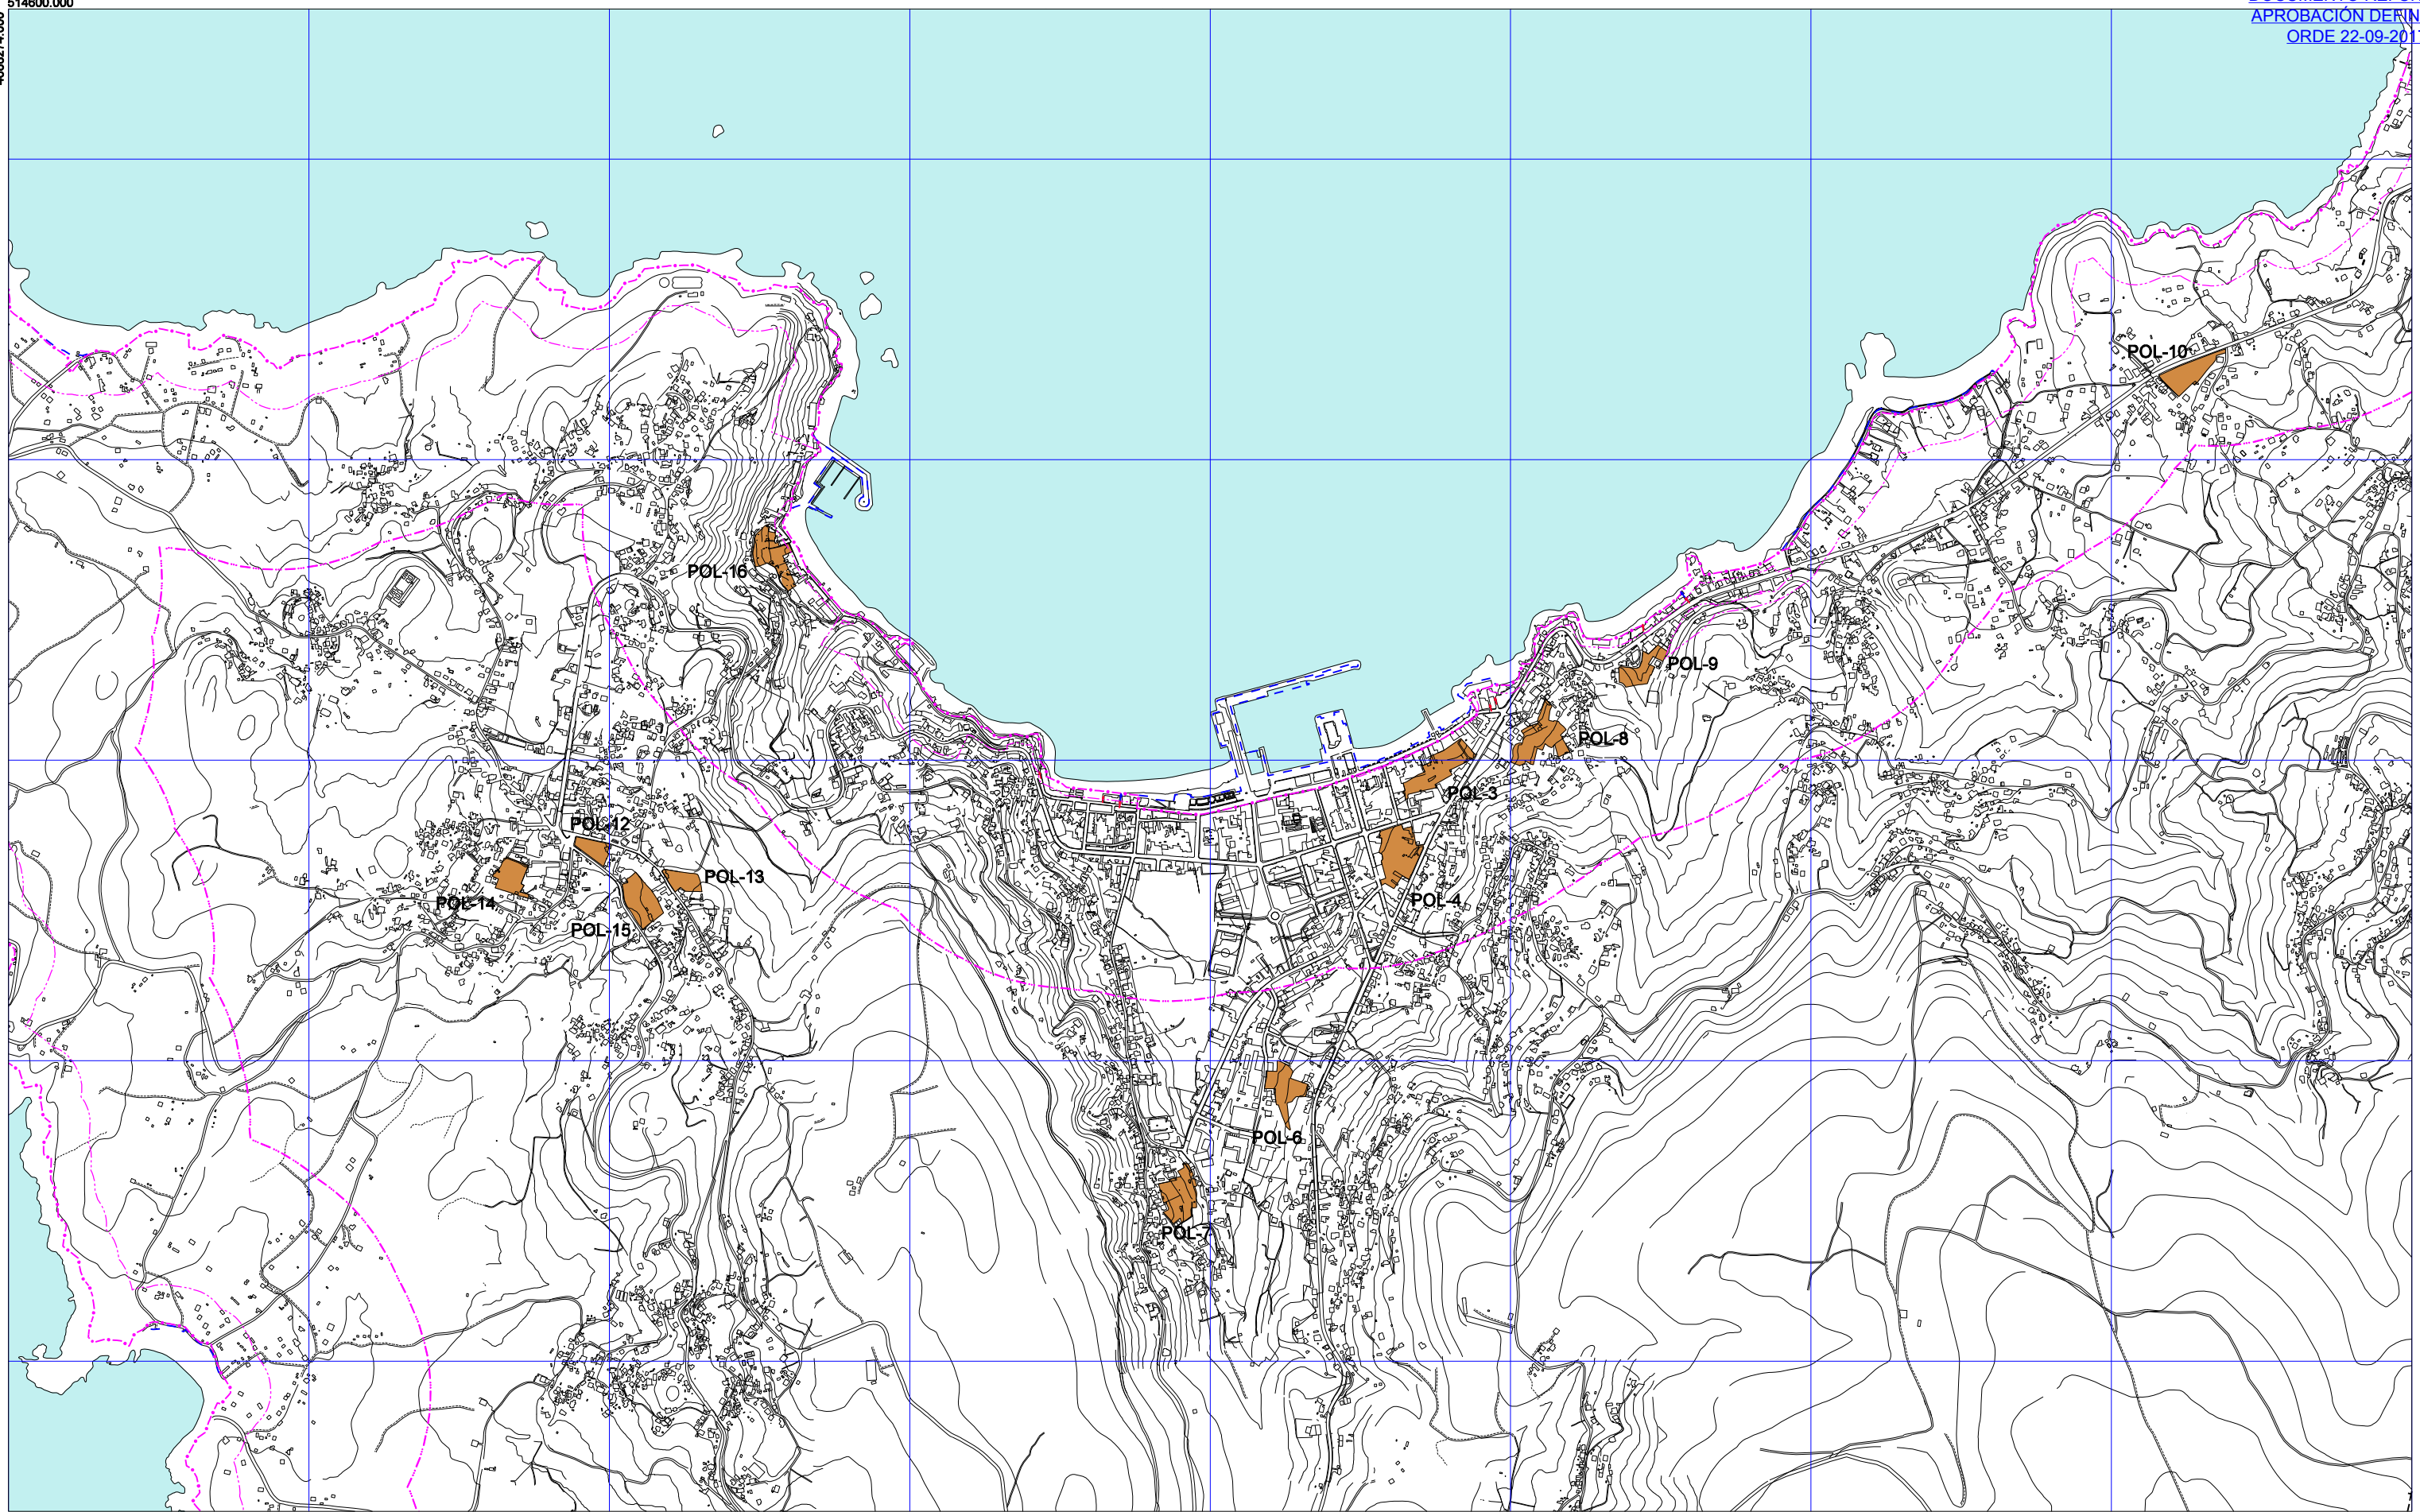 514600.000
APROBACIÓN DEFIN
ORDE 22-09-2017
POL-10
POL-16
POL-9
POL-8
POL-3
POL-12
POL-13
POL-14
POL-4
POL-15
POL-6
POL-7